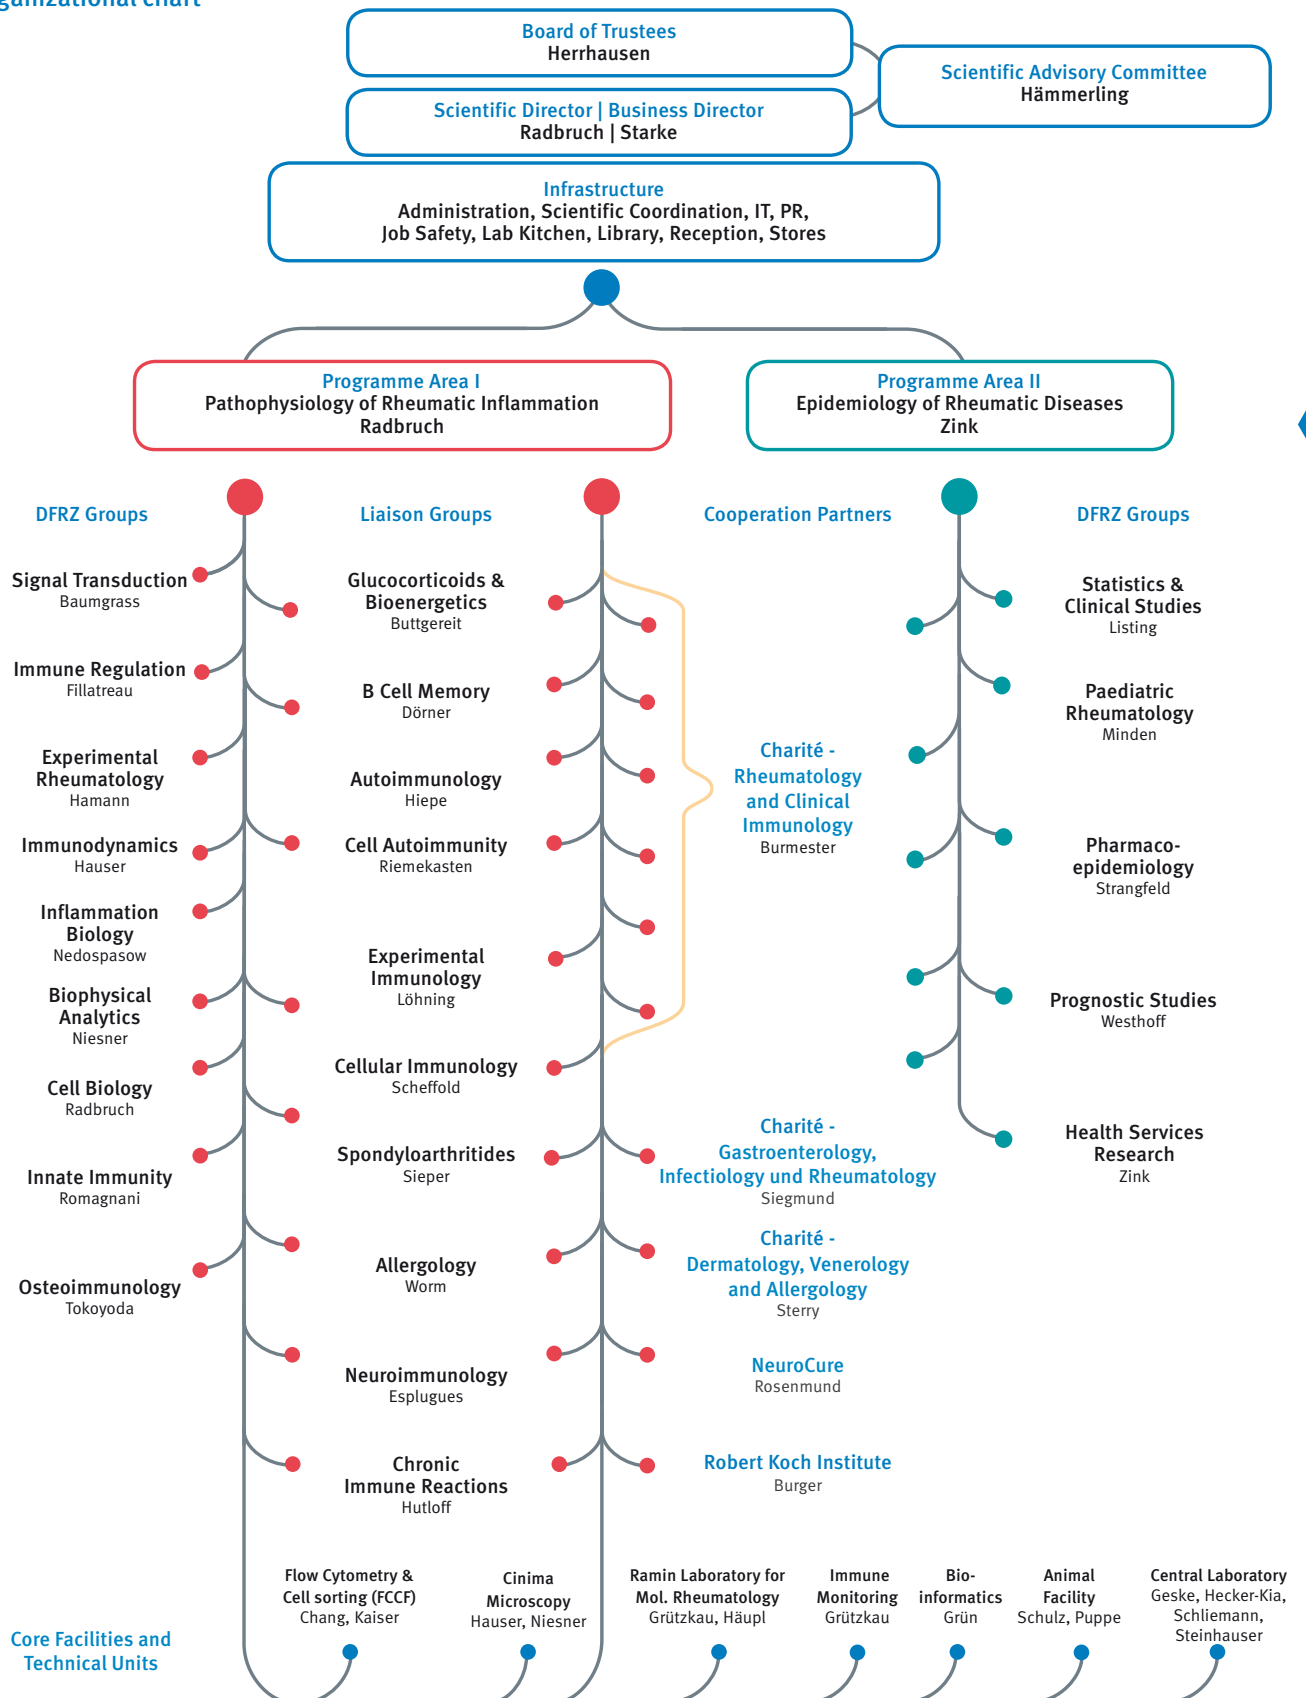 ganizational chart
Board of Trustees
Herrhausen
Scientific Advisory Committee
Hämmerling
Scientific Director | Business Director
Radbruch | Starke
Infrastructure
Administration, Scientific Coordination, IT, PR,
Job Safety, Lab Kitchen, Library, Reception, Stores
Programme Area I
Pathophysiology of Rheumatic Inflammation
Radbruch
Programme Area II
Epidemiology of Rheumatic Diseases
Zink
DFRZ Groups
Signal Transduction
Baumgrass
Immune Regulation
Fillatreau
Experimental
Rheumatology
Hamann
Immunodynamics
Hauser
Inflammation
Biology
Nedospasow
Biophysical
Analytics
Niesner
Cell Biology
Radbruch
Innate Immunity
Romagnani
Osteoimmunology
Tokoyoda
Liaison Groups
Glucocorticoids &
Bioenergetics
Buttgereit
B Cell Memory
Dörner
Autoimmunology
Hiepe
Cell Autoimmunity
Riemekasten
Experimental
Immunology
Löhning
Cellular Immunology
Scheffold
Spondyloarthritides
Sieper
Allergology
Worm
Neuroimmunology
Esplugues
Chronic
Immune Reactions
Hutloff
Cooperation Partners
Charité -
Rheumatology
and Clinical
Immunology
Burmester
Charité -
Gastroenterology,
Infectiology und Rheumatology
Siegmund
Charité -
Dermatology, Venerology
and Allergology
Sterry
NeuroCure
Rosenmund
Robert Koch Institute
Burger
DFRZ Groups
Statistics &
Clinical Studies
Listing
Paediatric
Rheumatology
Minden
Pharmaco-
epidemiology
Strangfeld
Prognostic Studies
Westhoff
Health Services
Research
Zink
Core Facilities and
Technical Units
Flow Cytometry &
Cell sorting (FCCF)
Chang, Kaiser
Cinima
Microscopy
Hauser, Niesner
Ramin Laboratory for
Mol. Rheumatology
Grützkau, Häupl
Immune
Monitoring
Grützkau
Bio-
informatics
Grün
Animal
Facility
Schulz, Puppe
Central Laboratory
Geske, Hecker-Kia,
Schliemann,
Steinhauser